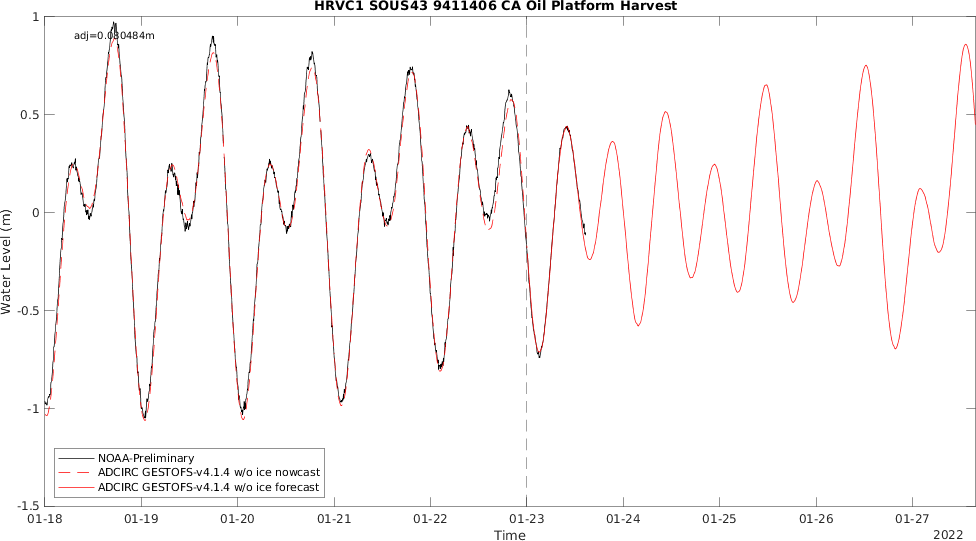 HRVC1 SOUS43 9411406 CA Oil Platform Harvest
adj=0.080484m
1
0.5
0
-0.5
-1
-1.5
Water Level (m)
NOAA-Preliminary
ADCIRC GESTOFS-v4.1.4 w/o ice nowcast
ADCIRC GESTOFS-v4.1.4 w/o ice forecast
01-18 01-19 01-20 01-21 01-22 01-23 01-24 01-25 01-26 01-27
Time
2022